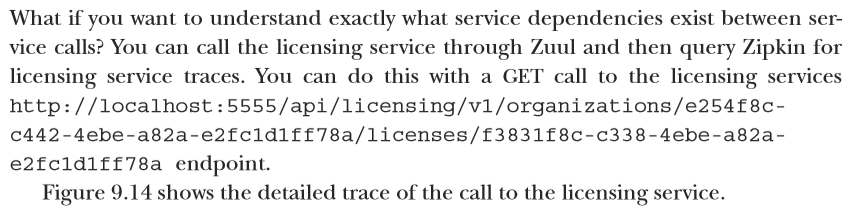 What if you want to understand exactly what service dependencies exist between ser-
vice calls? You can call the licensing service through Zuul and then query Zipkin for
licensing service traces. You can do this with a GET call to the licensing services
http://localhost:5555/api/licensing/v1/organizations/e254f8c-
c442-4ebe-a82a-e2fc1d1ff78a/licenses/f3831f8c-c338-4ebe-a82a-
e2fc1d1ff78a endpoint.
Figure 9.14 shows the detailed trace of the call to the licensing service.